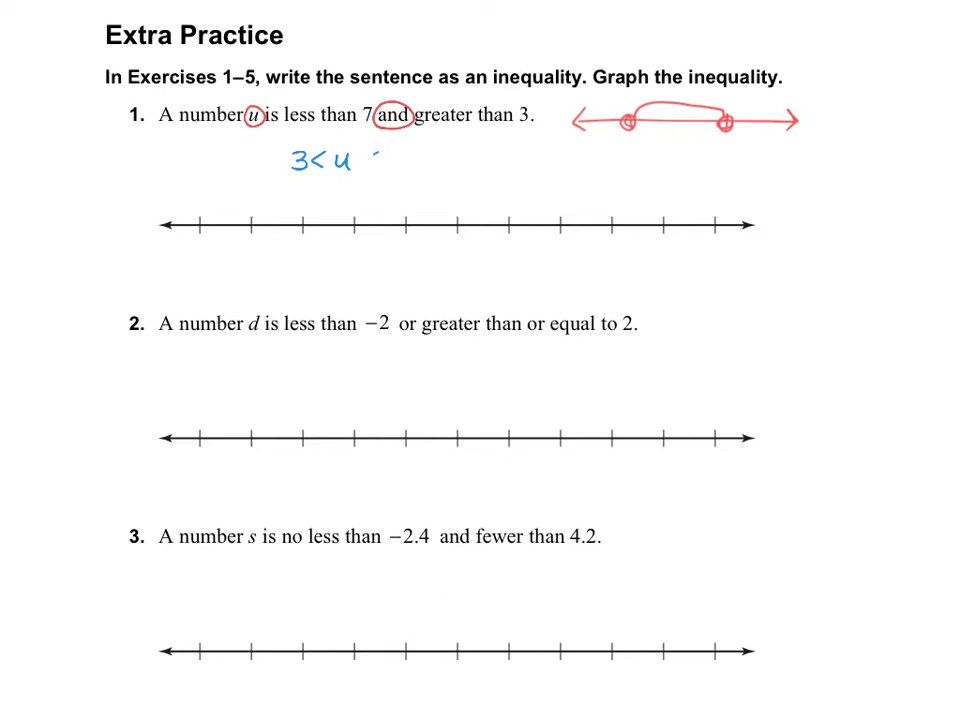 Extra Practice
In Exercises 1–5, write the sentence as an inequality. Graph the inequality.
1. A number u is less than 7 and greater than 3.
3 < u
2. A number d is less than −2 or greater than or equal to 2.
3. A number s is no less than −2.4 and fewer than 4.2.